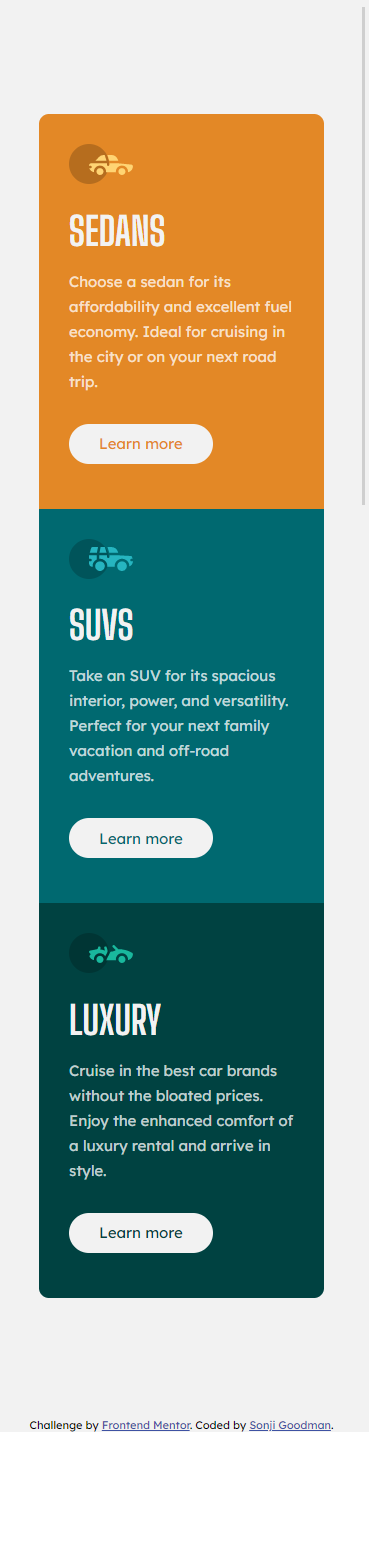 SEDANS
Choose a sedan for its
affordability and excellent fuel
economy. Ideal for cruising in
the city or on your next road
trip.
Learn more
SUVS
Take an SUV for its spacious
interior, power, and versatility.
Perfect for your next family
vacation and off-road
adventures.
Learn more
LUXURY
Cruise in the best car brands
without the bloated prices.
Enjoy the enhanced comfort of
a luxury rental and arrive in
style.
Learn more
Challenge by Frontend Mentor. Coded by Sonji Goodman.